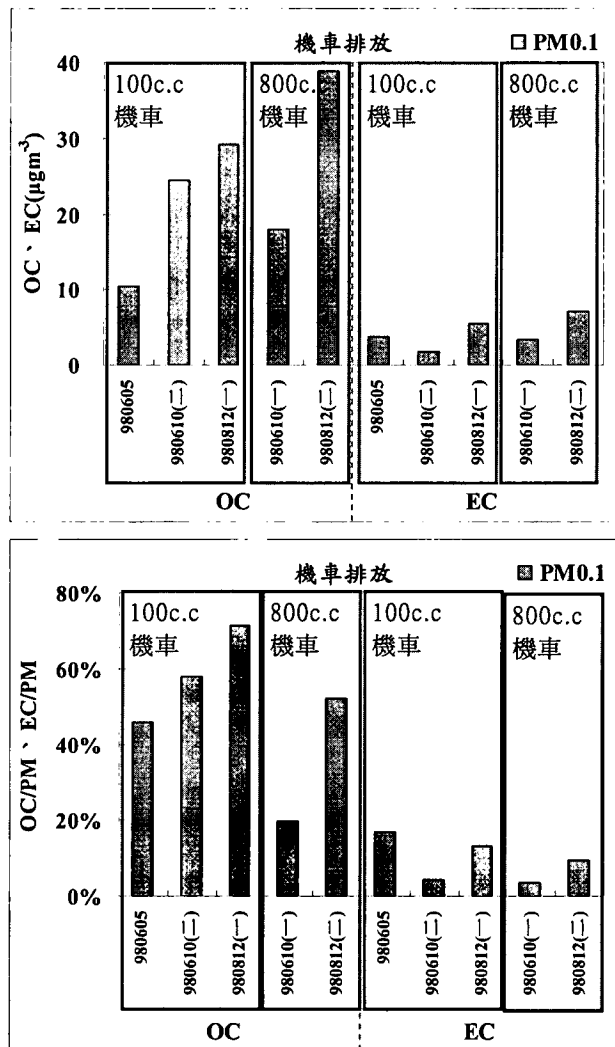 機車排放
PM0.1
OC、EC(μgm-3)
40
30
20
10
0
100c.c
機車
800c.c
機車
100c.c
機車
800c.c
機車
980605
980610(二)
980812(一)
980610(一)
980812(二)
980605
980610(二)
980812(一)
980610(一)
980812(二)
OC
EC
機車排放
PM0.1
OC/PM、EC/PM
80%
60%
40%
20%
0%
100c.c
機車
800c.c
機車
100c.c
機車
800c.c
機車
980605
980610(二)
980812(一)
980610(一)
980812(二)
980605
980610(二)
980812(一)
980610(一)
980812(二)
OC
EC